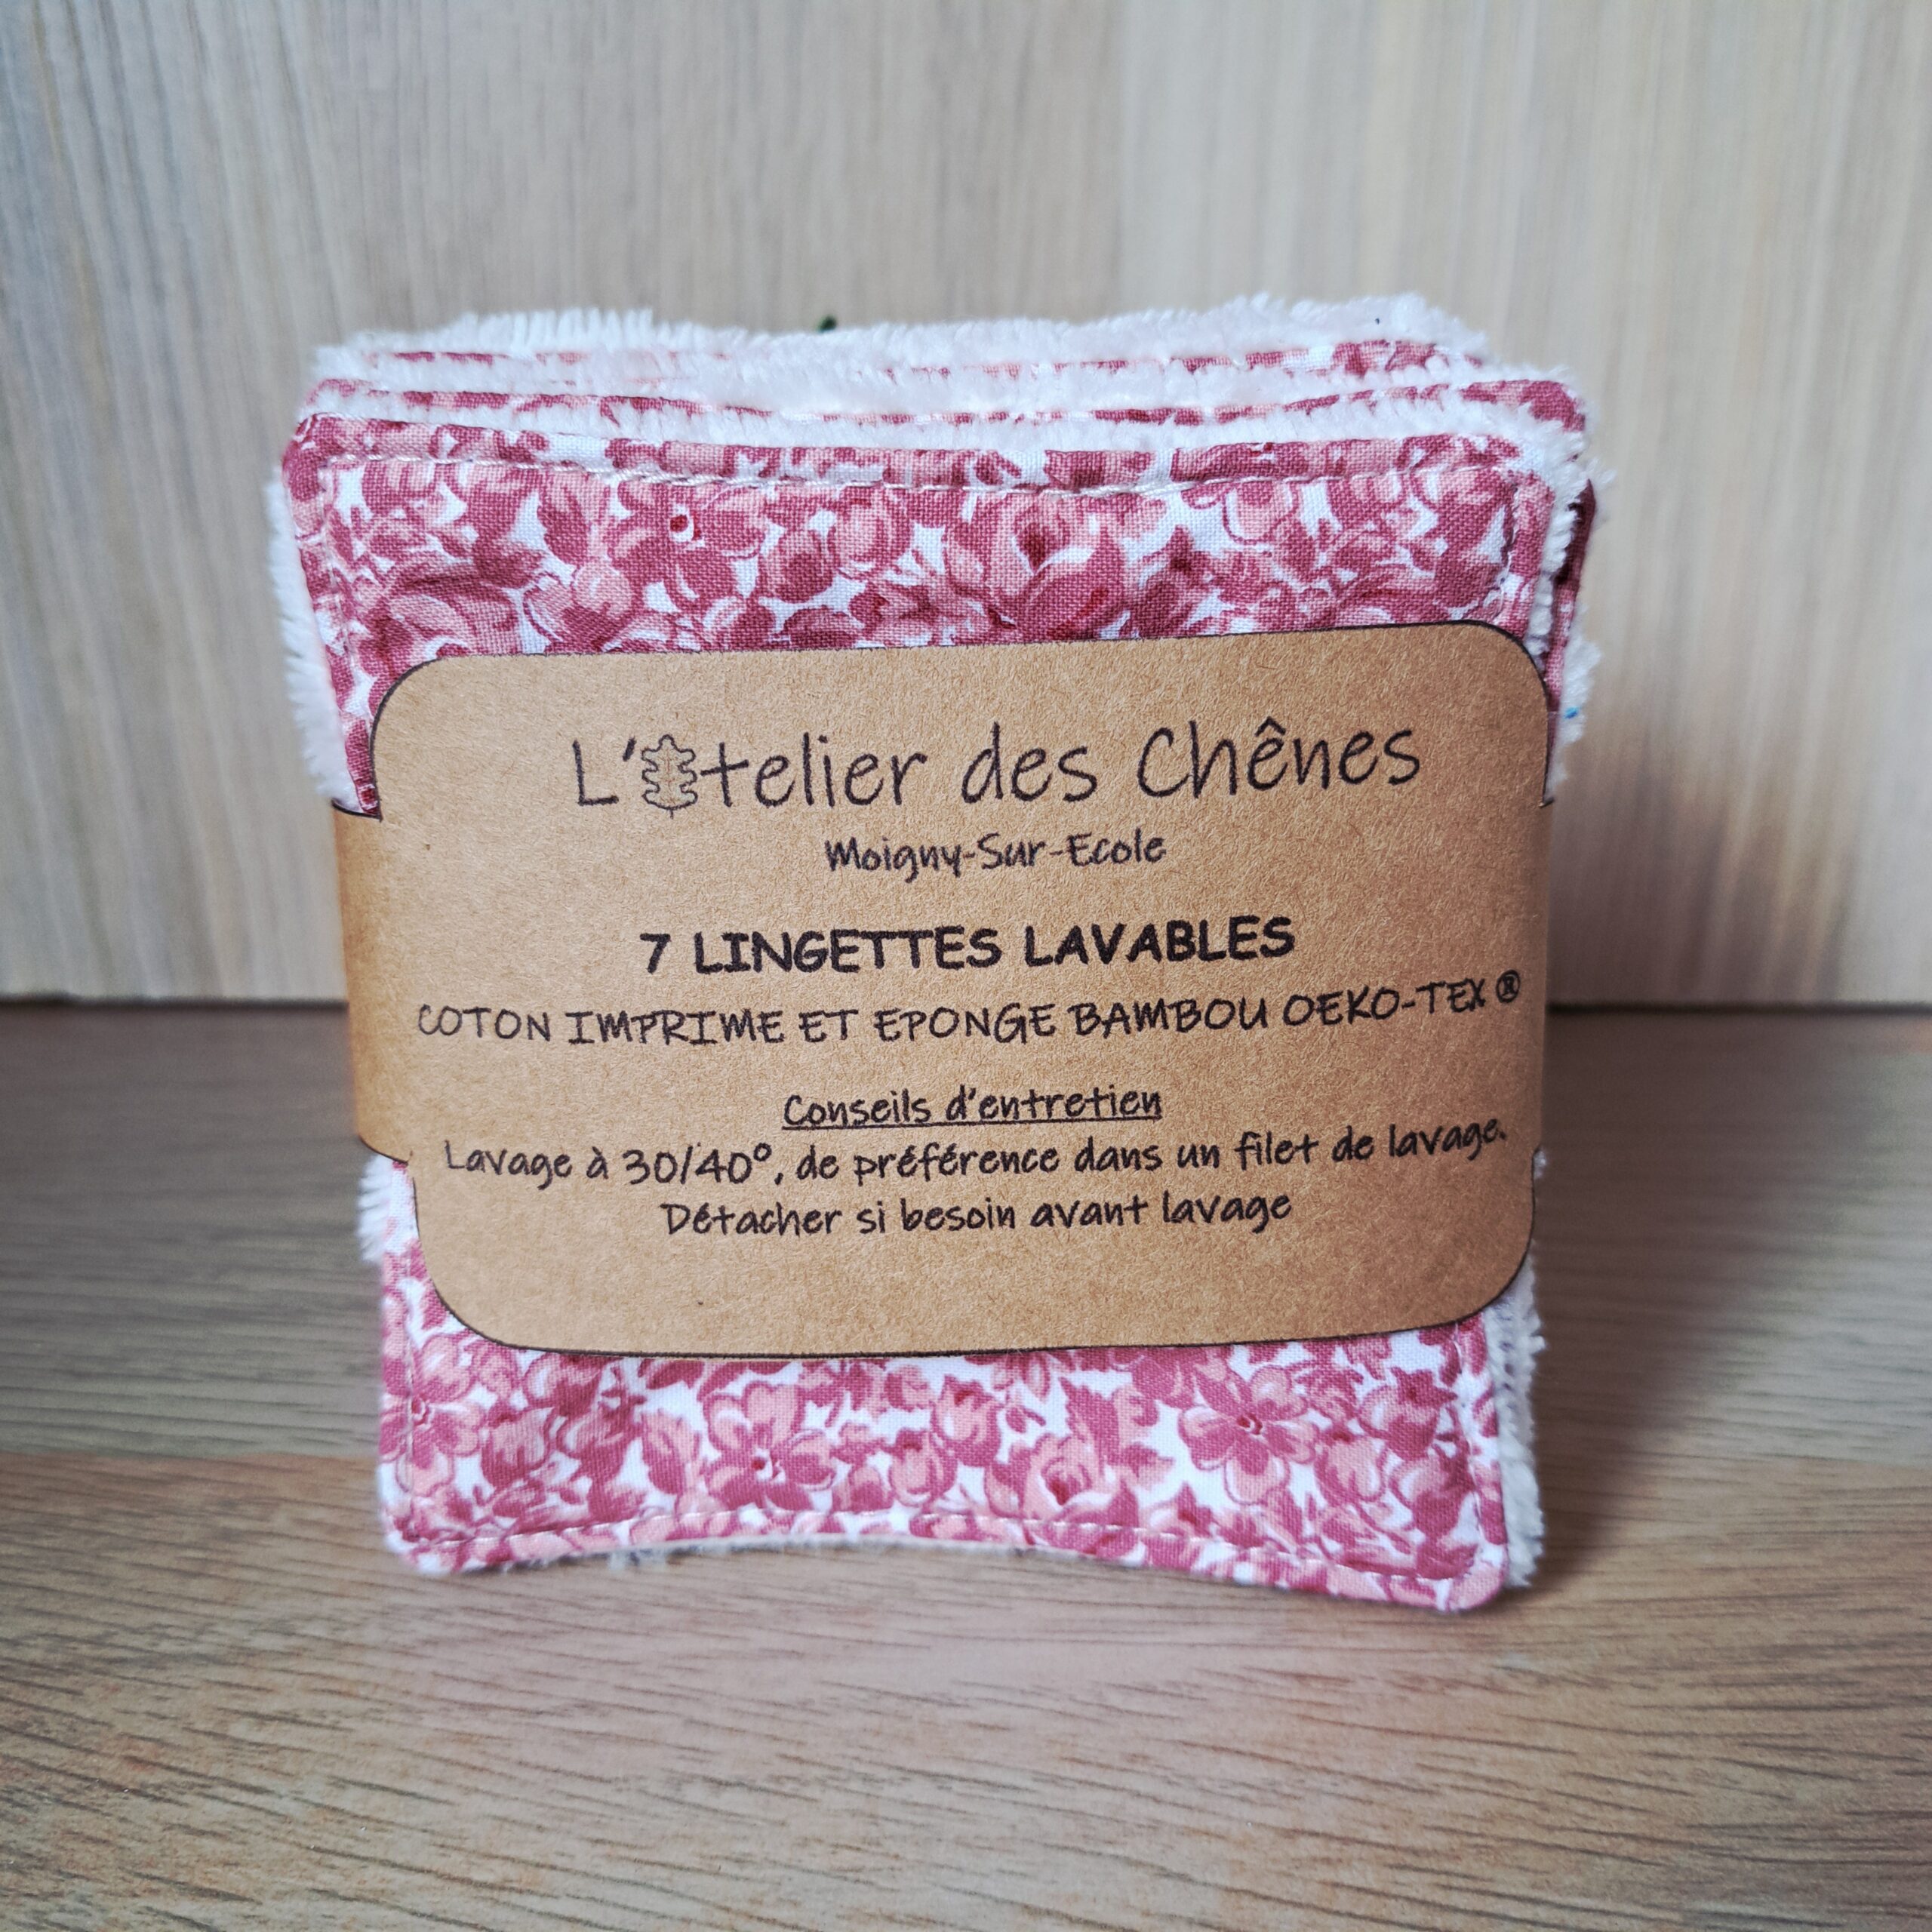 L'Atelier des Chênes
Moigny-Sur-Ecole
7 LINGETTES LAVABLES
COTON IMPRIME ET EPONGE BAMBOU OEKO-TEX ®
Conseils d'entretien
Lavage à 30/40°, de préférence dans un filet de lavage.
Détacher si besoin avant lavage